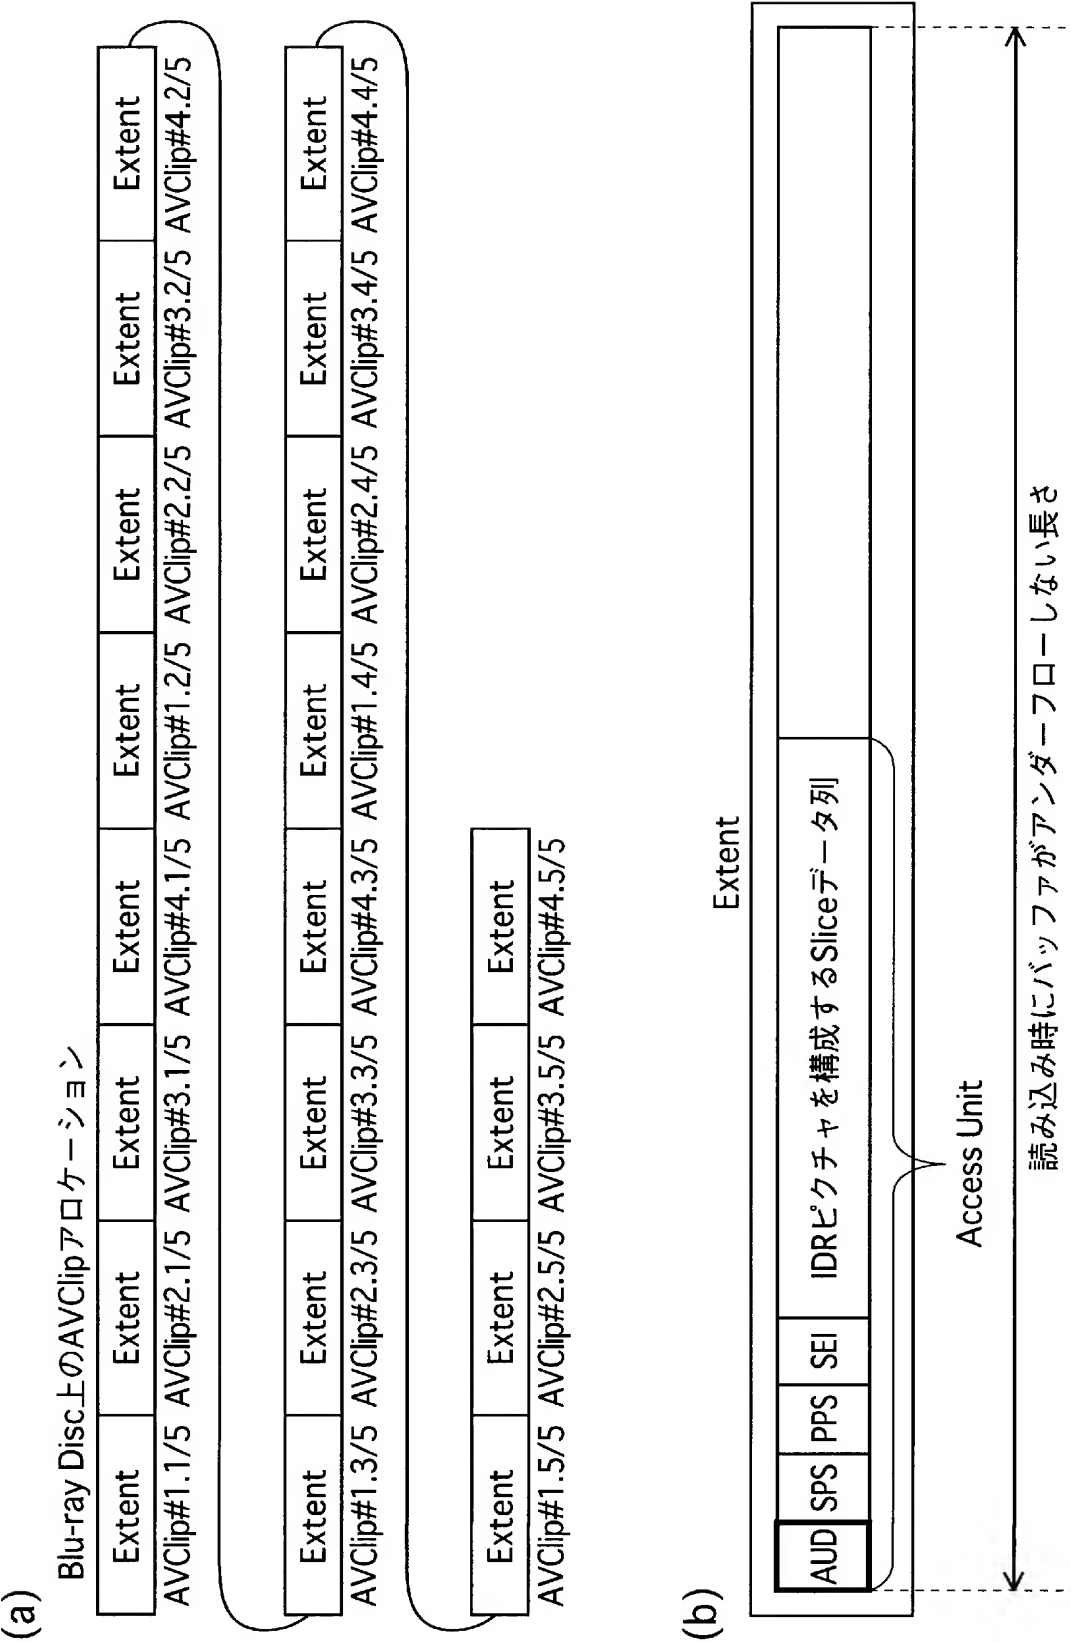 (a)
Blu-ray Disc上のAVClipアロケーション
Extent Extent Extent Extent Extent Extent Extent Extent
AVClip#1.1/5 AVClip#2.1/5 AVClip#3.1/5 AVClip#4.1/5 AVClip#1.2/5 AVClip#2.2/5 AVClip#3.2/5 AVClip#4.2/5
Extent Extent Extent Extent Extent Extent Extent Extent
AVClip#1.3/5 AVClip#2.3/5 AVClip#3.3/5 AVClip#4.3/5 AVClip#1.4/5 AVClip#2.4/5 AVClip#3.4/5 AVClip#4.4/5
Extent Extent Extent Extent
AVClip#1.5/5 AVClip#2.5/5 AVClip#3.5/5 AVClip#4.5/5
(b)
Extent
AUD SPS PPS SEI IDRピクチャを構成するSliceデータ列
Access Unit
読み込み時にバッファがアンダーフローしない長さ